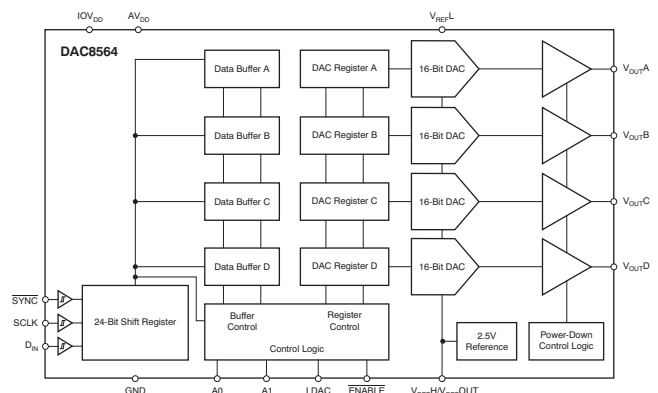 IOVDD AVDD VREFL
DAC8564
Data Buffer A DAC Register A 16-Bit DAC VOUTA
Data Buffer B DAC Register B 16-Bit DAC VOUTB
Data Buffer C DAC Register C 16-Bit DAC VOUTC
Data Buffer D DAC Register D 16-Bit DAC VOUTD
SYNC
SCLK
DIN
24-Bit Shift Register
Buffer
Control
Register
Control
Control Logic
2.5V
Reference
Power-Down
Control Logic
GND A0 A1 LDAC ENABLE VREFH/VREFOUT